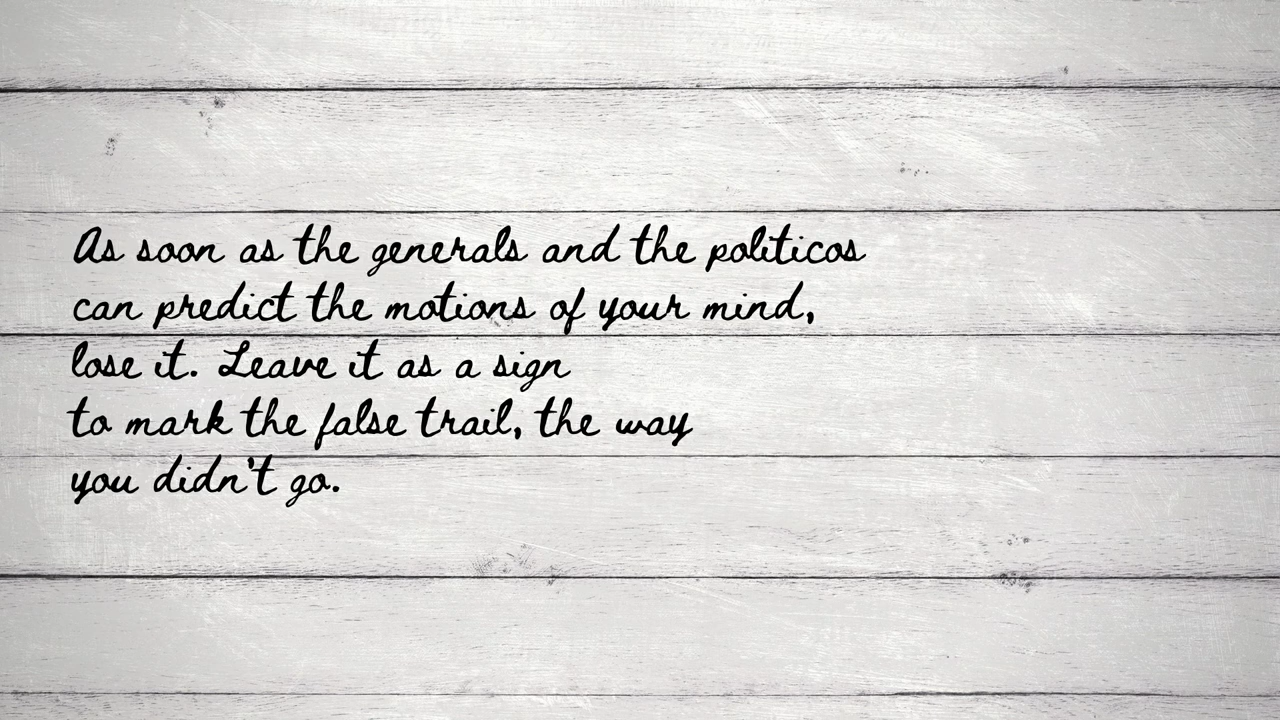 As soon as the generals and the politicos
can predict the motions of your mind,
lose it. Leave it as a sign
to mark the false trail, the way
you didn't go.